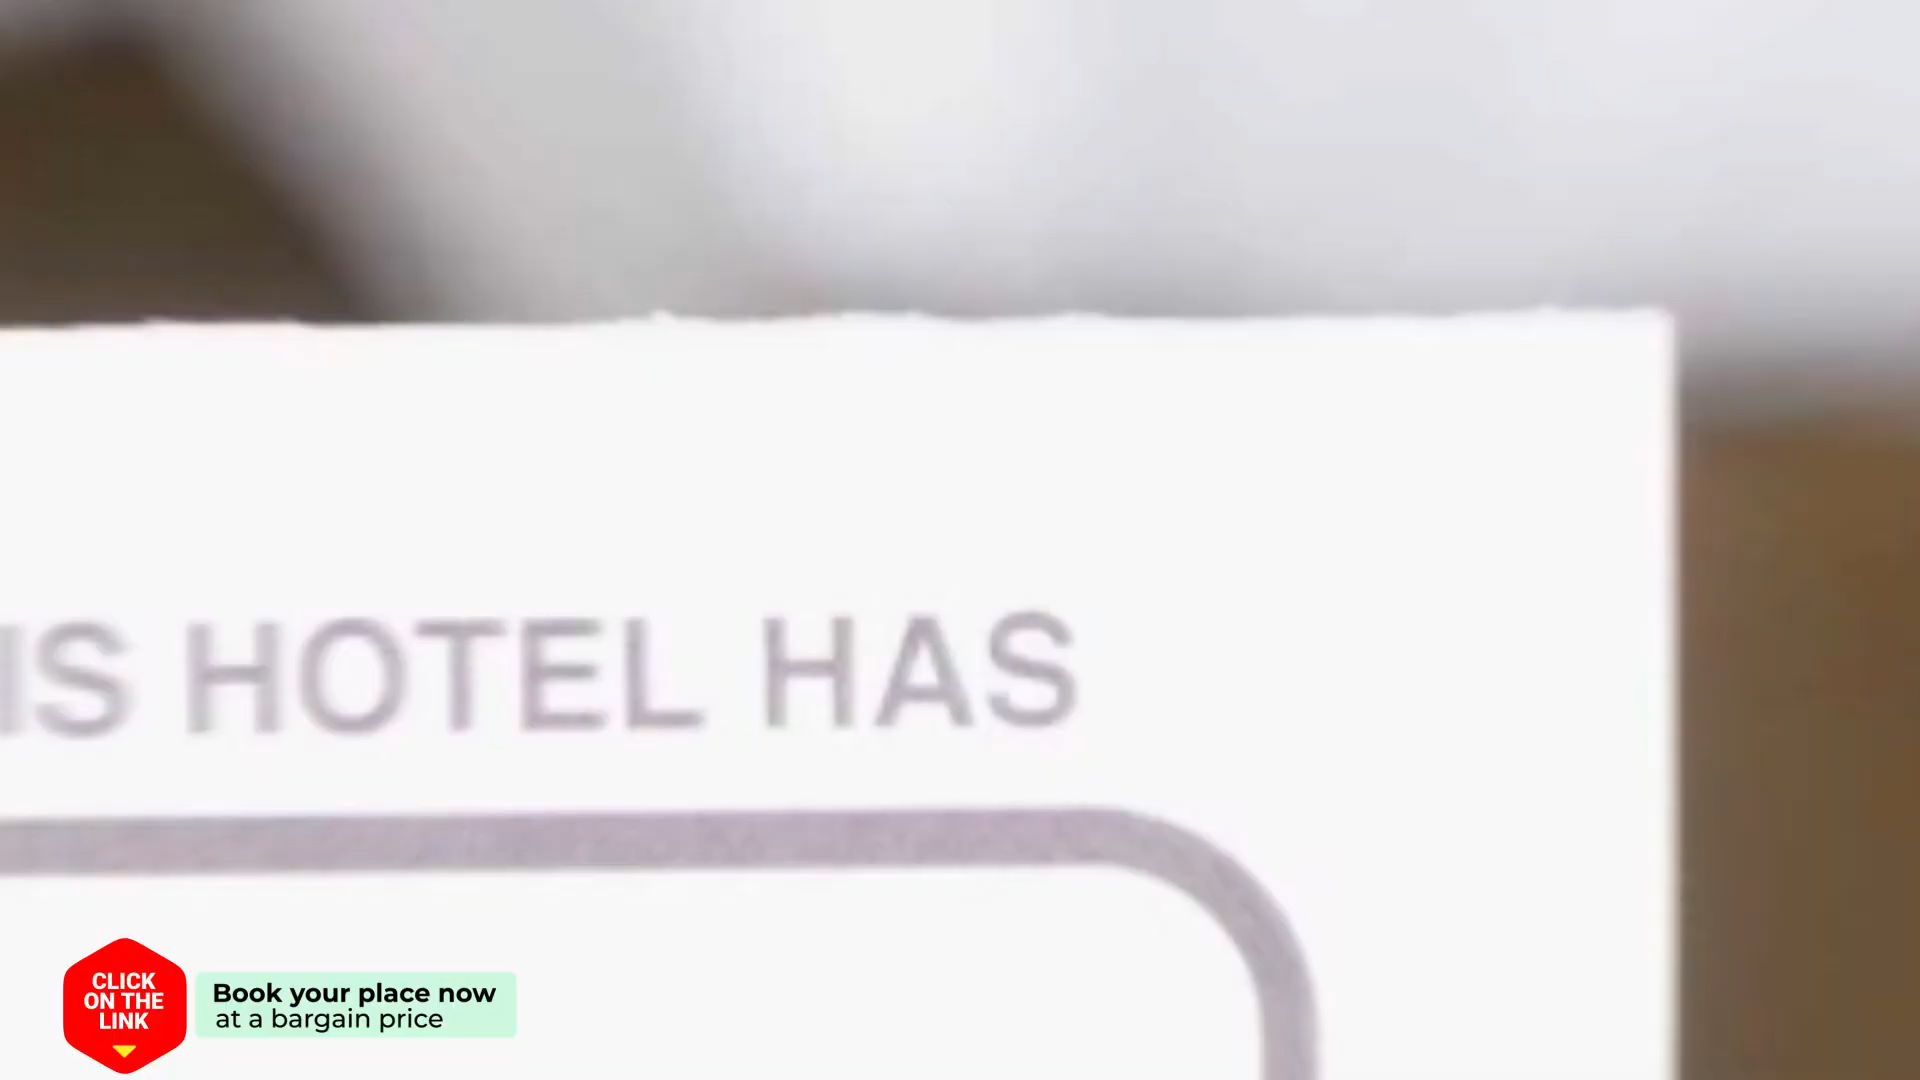 IS HOTEL HAS
CLICK
ON THE
LINK
Book your place now
at a bargain price